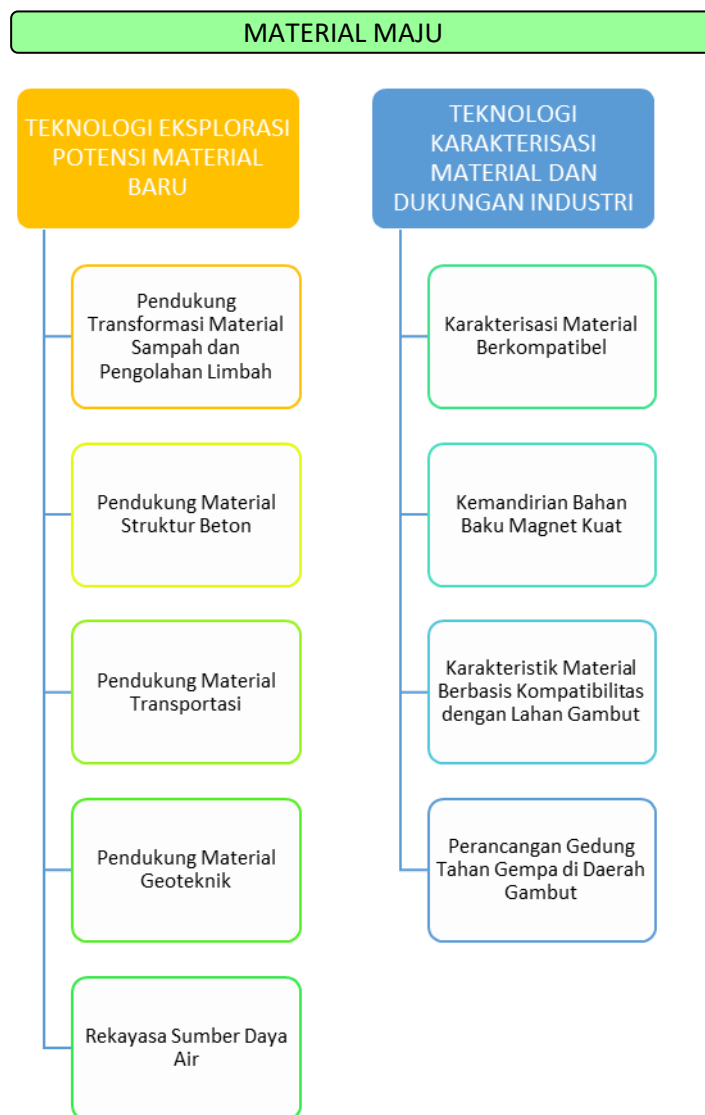 MATERIAL MAJU
TEKNOLOGI EKSPLORASI
POTENSI MATERIAL
BARU
Pendukung
Transformasi Material
Sampah dan
Pengolahan Limbah
Pendukung Material
Struktur Beton
Pendukung Material
Transportasi
Pendukung Material
Geoteknik
Rekayasa Sumber Daya
Air
TEKNOLOGI
KARAKTERISASI
MATERIAL DAN
DUKUNGAN INDUSTRI
Karakterisasi Material
Berkompatibel
Kemandirian Bahan
Baku Magnet Kuat
Karakteristik Material
Berbasis Kompatibilitas
dengan Lahan Gambut
Perancangan Gedung
Tahan Gempa di Daerah
Gambut